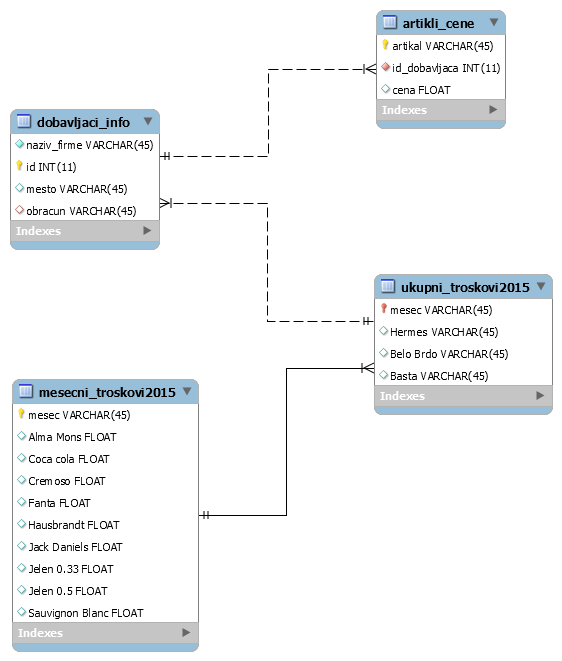 artikli_cene
artikal VARCHAR(45)
id_dobavljaca INT(11)
cena FLOAT
Indexes
dobavljaci_info
naziv_firme VARCHAR(45)
id INT(11)
mesto VARCHAR(45)
obracun VARCHAR(45)
Indexes
ukupni_troskovi2015
mesec VARCHAR(45)
Hermes VARCHAR(45)
Belo Brdo VARCHAR(45)
Basta VARCHAR(45)
Indexes
mesecni_troskovi2015
mesec VARCHAR(45)
Alma Mons FLOAT
Coca cola FLOAT
Cremoso FLOAT
Fanta FLOAT
Hausbrandt FLOAT
Jack Daniels FLOAT
Jelen 0.33 FLOAT
Jelen 0.5 FLOAT
Sauvignon Blanc FLOAT
Indexes